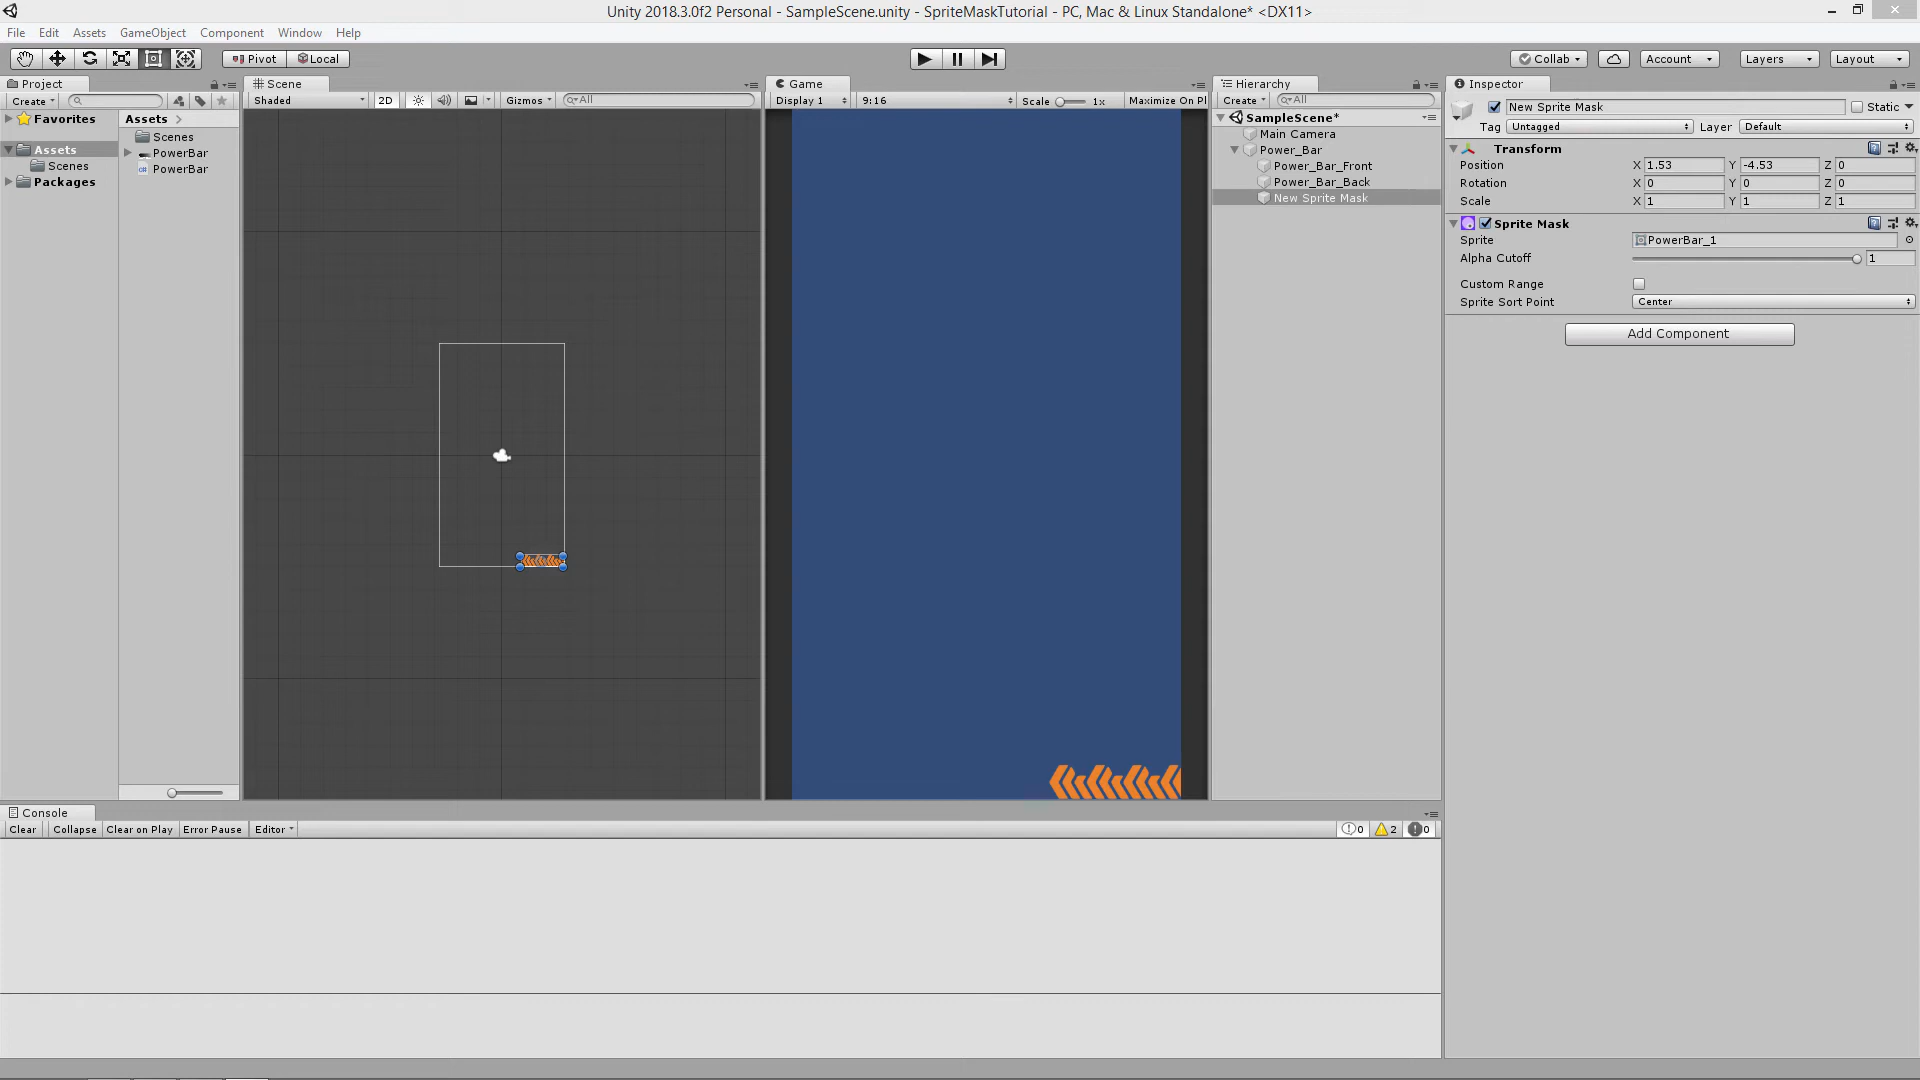 Unity 2018.3.0f2 Personal - SampleScene.unity - SpriteMaskTutorial - PC, Mac & Linux Standalone* <DX11>
File Edit Assets GameObject Component Window Help
Pivot Local Collab Account Layers Layout
Project Scene Game Hierarchy Inspector
Create Shaded 2D Gizmos All Display 1 9:16 Scale 1x Maximize On Pl Create All
New Sprite Mask Static
Tag Untagged Layer Default
Favorites
Assets
Scenes
Packages
Assets
Scenes
PowerBar
PowerBar
SampleScene*
Main Camera
Power_Bar
Power_Bar_Front
Power_Bar_Back
New Sprite Mask
Transform
Position X 1.53 Y -4.53 Z 0
Rotation X 0 Y 0 Z 0
Scale X 1 Y 1 Z 1
Sprite Mask
Sprite PowerBar_1
Alpha Cutoff 1
Custom Range
Sprite Sort Point Center
Add Component
Console
Clear Collapse Clear on Play Error Pause Editor 0 2 0